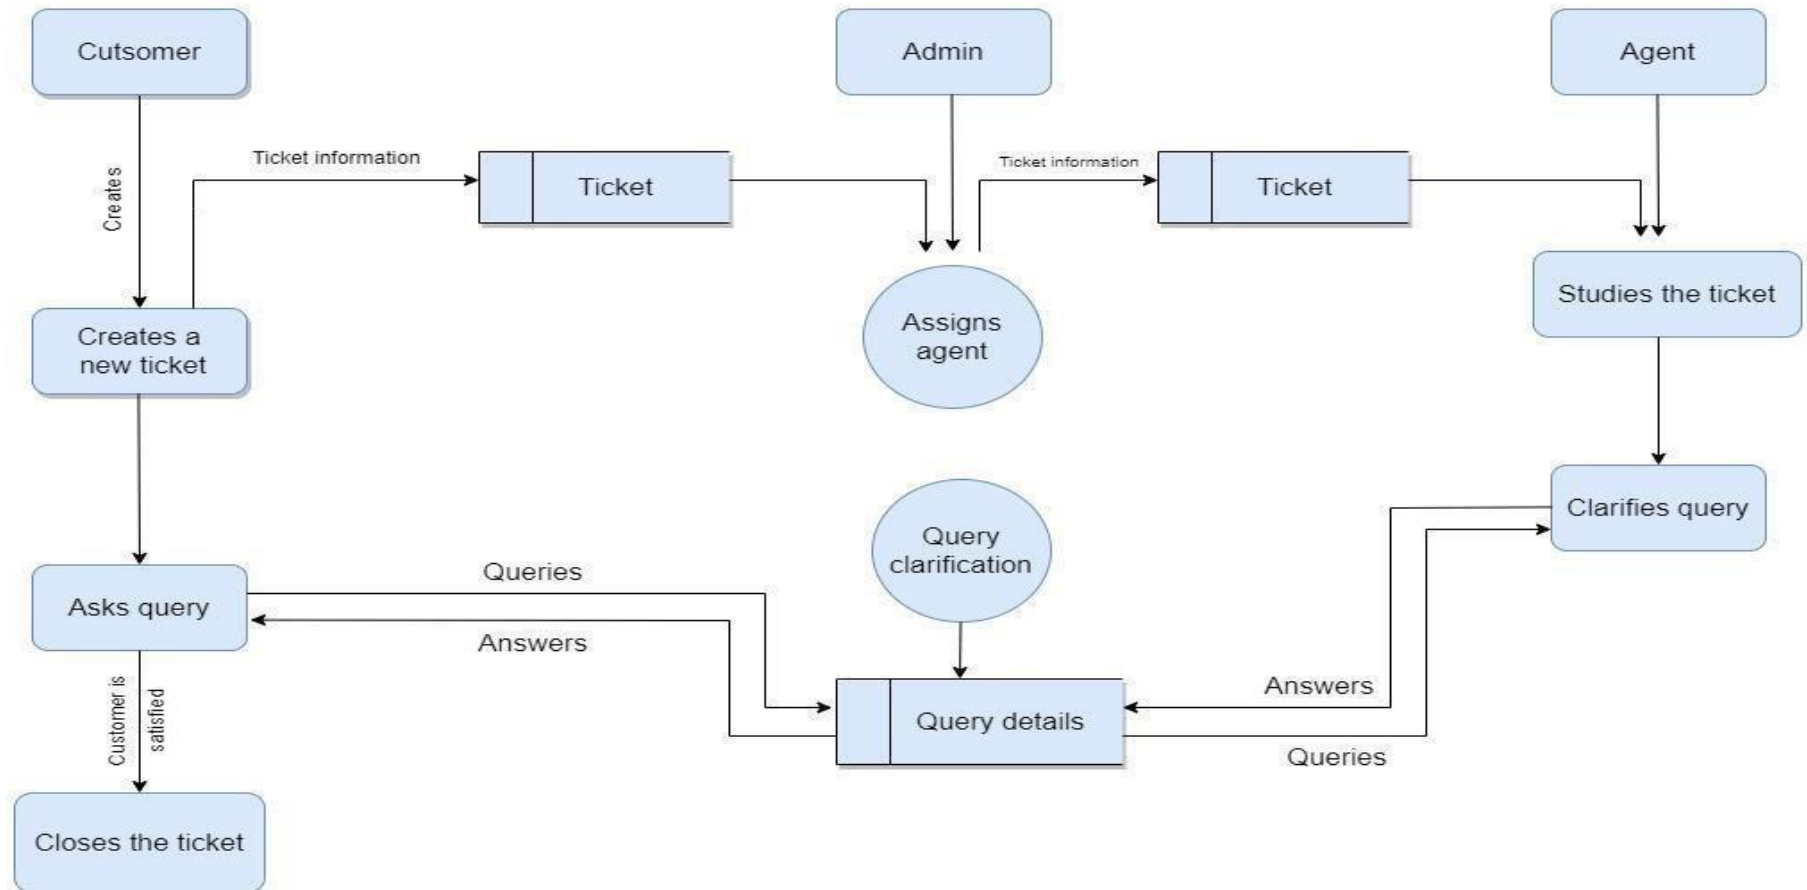 Cutsomer
Admin
Agent
Creates
Ticket information
Ticket
Ticket information
Ticket
Creates a
new ticket
Assigns
agent
Studies the ticket
Query
clarification
Clarifies query
Asks query
Queries
Answers
Customer is
satisfied
Query details
Answers
Queries
Closes the ticket